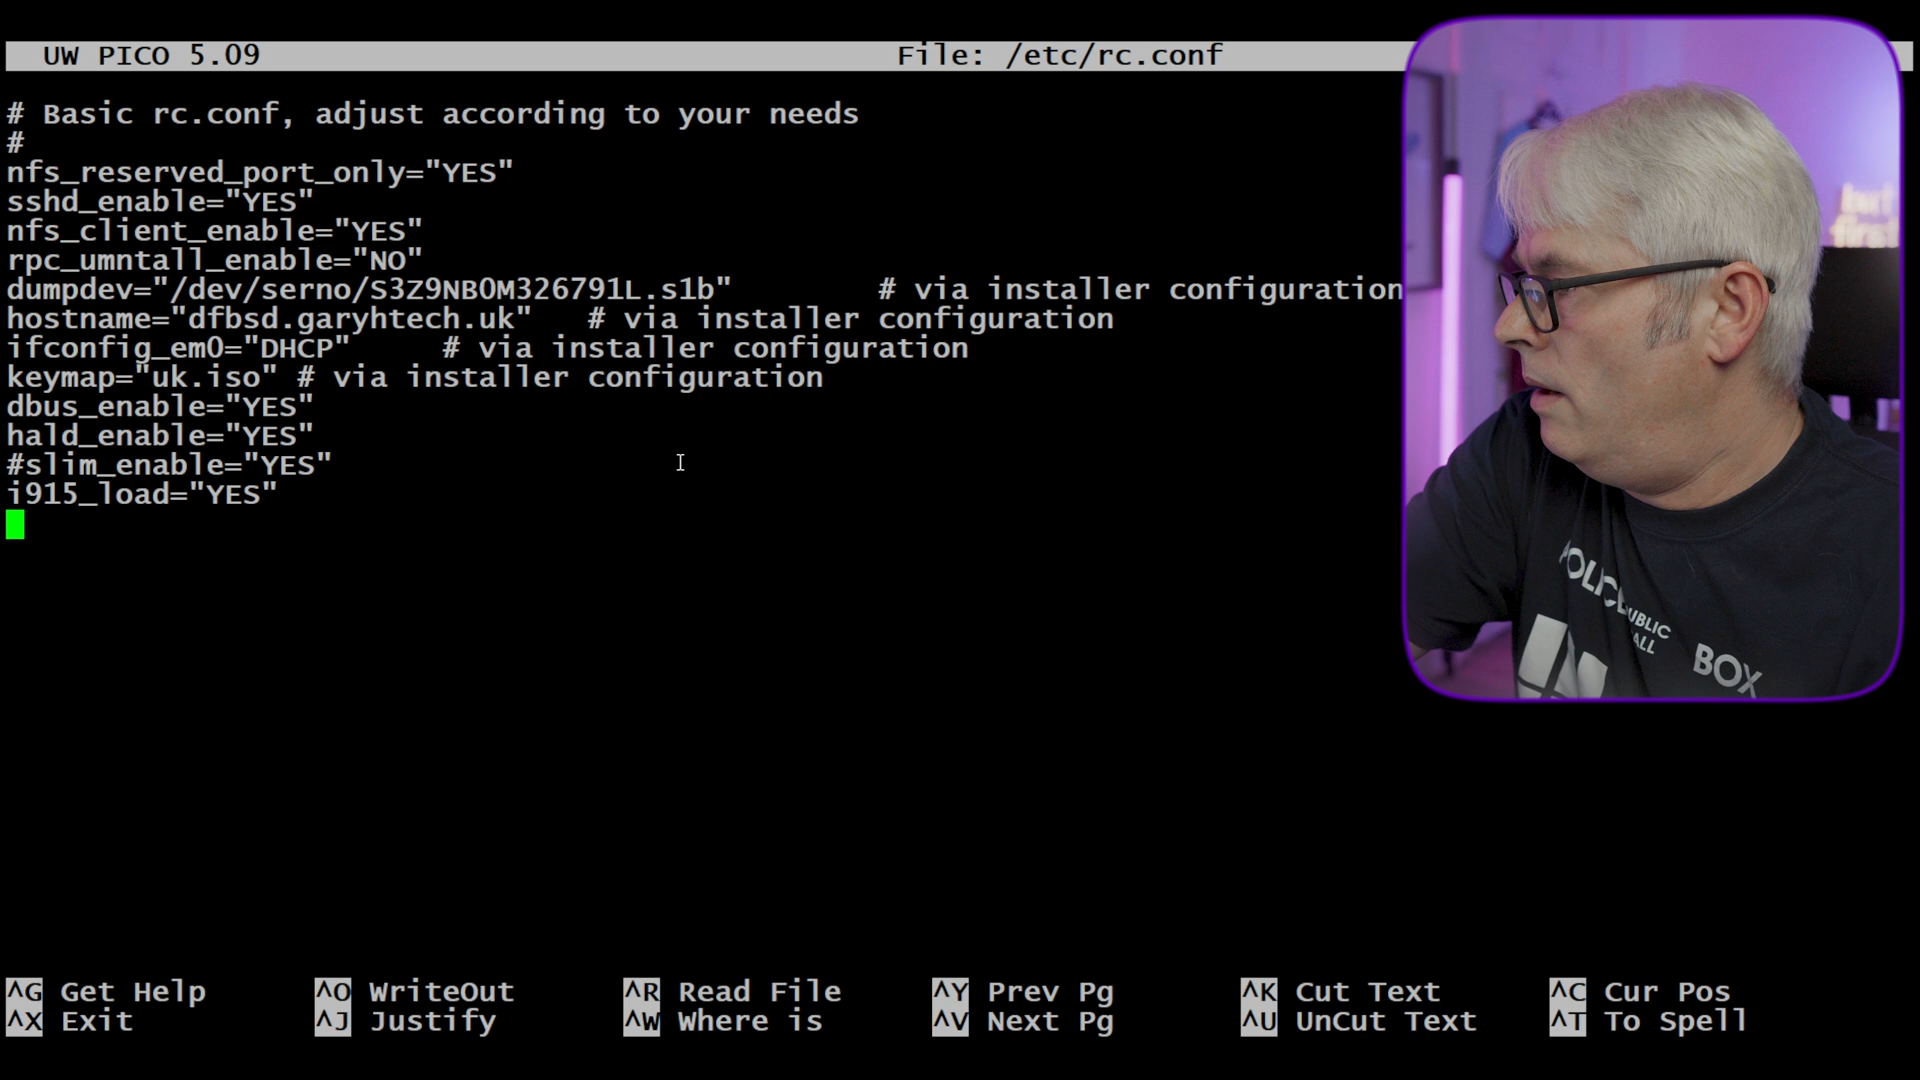 UW PICO 5.09 File: /etc/rc.conf
# Basic rc.conf, adjust according to your needs
#
nfs_reserved_port_only="YES"
sshd_enable="YES"
nfs_client_enable="YES"
rpc_umntall_enable="NO"
dumpdev="/dev/serno/S3Z9NB0M326791L.s1b" # via installer configuration
hostname="dfbsd.garyhtech.uk" # via installer configuration
ifconfig_em0="DHCP" # via installer configuration
keymap="uk.iso" # via installer configuration
dbus_enable="YES"
hald_enable="YES"
#slim_enable="YES"
i915_load="YES"
POLICE PUBLIC CALL BOX
^G Get Help ^O WriteOut ^R Read File ^Y Prev Pg ^K Cut Text ^C Cur Pos
^X Exit ^J Justify ^W Where is ^V Next Pg ^U UnCut Text ^T To Spell